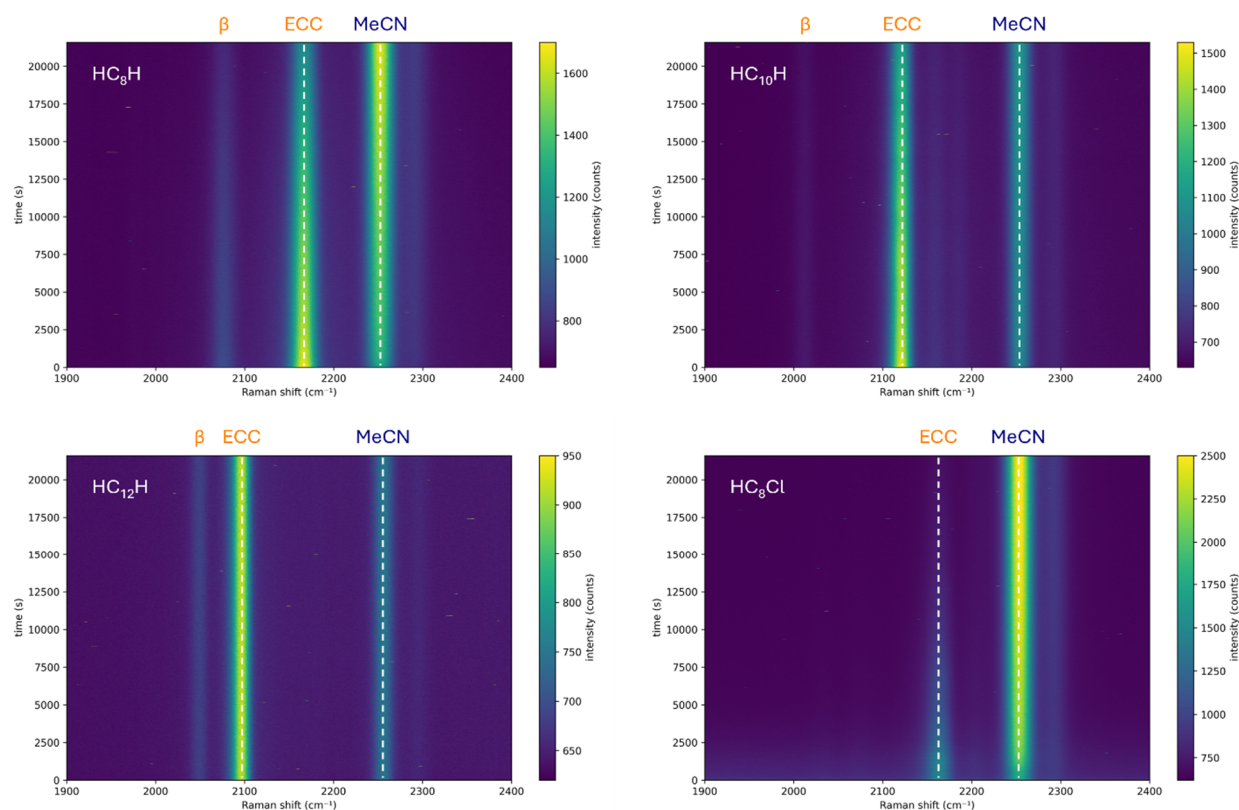 β ECC MeCN
HC₈H
20000
17500
15000
12500
10000
7500
5000
2500
0
time (s)
1900 2000 2100 2200 2300 2400
Raman shift (cm⁻¹)
1600
1400
1200
1000
800
intensity (counts)
β ECC MeCN
HC₁₀H
20000
17500
15000
12500
10000
7500
5000
2500
0
time (s)
1900 2000 2100 2200 2300 2400
Raman shift (cm⁻¹)
1500
1400
1300
1200
1100
1000
900
800
700
intensity (counts)
β ECC MeCN
HC₁₂H
20000
17500
15000
12500
10000
7500
5000
2500
0
time (s)
1900 2000 2100 2200 2300 2400
Raman shift (cm⁻¹)
950
900
850
800
750
700
650
intensity (counts)
ECC MeCN
HC₈Cl
20000
17500
15000
12500
10000
7500
5000
2500
0
time (s)
1900 2000 2100 2200 2300 2400
Raman shift (cm⁻¹)
2500
2250
2000
1750
1500
1250
1000
750
intensity (counts)